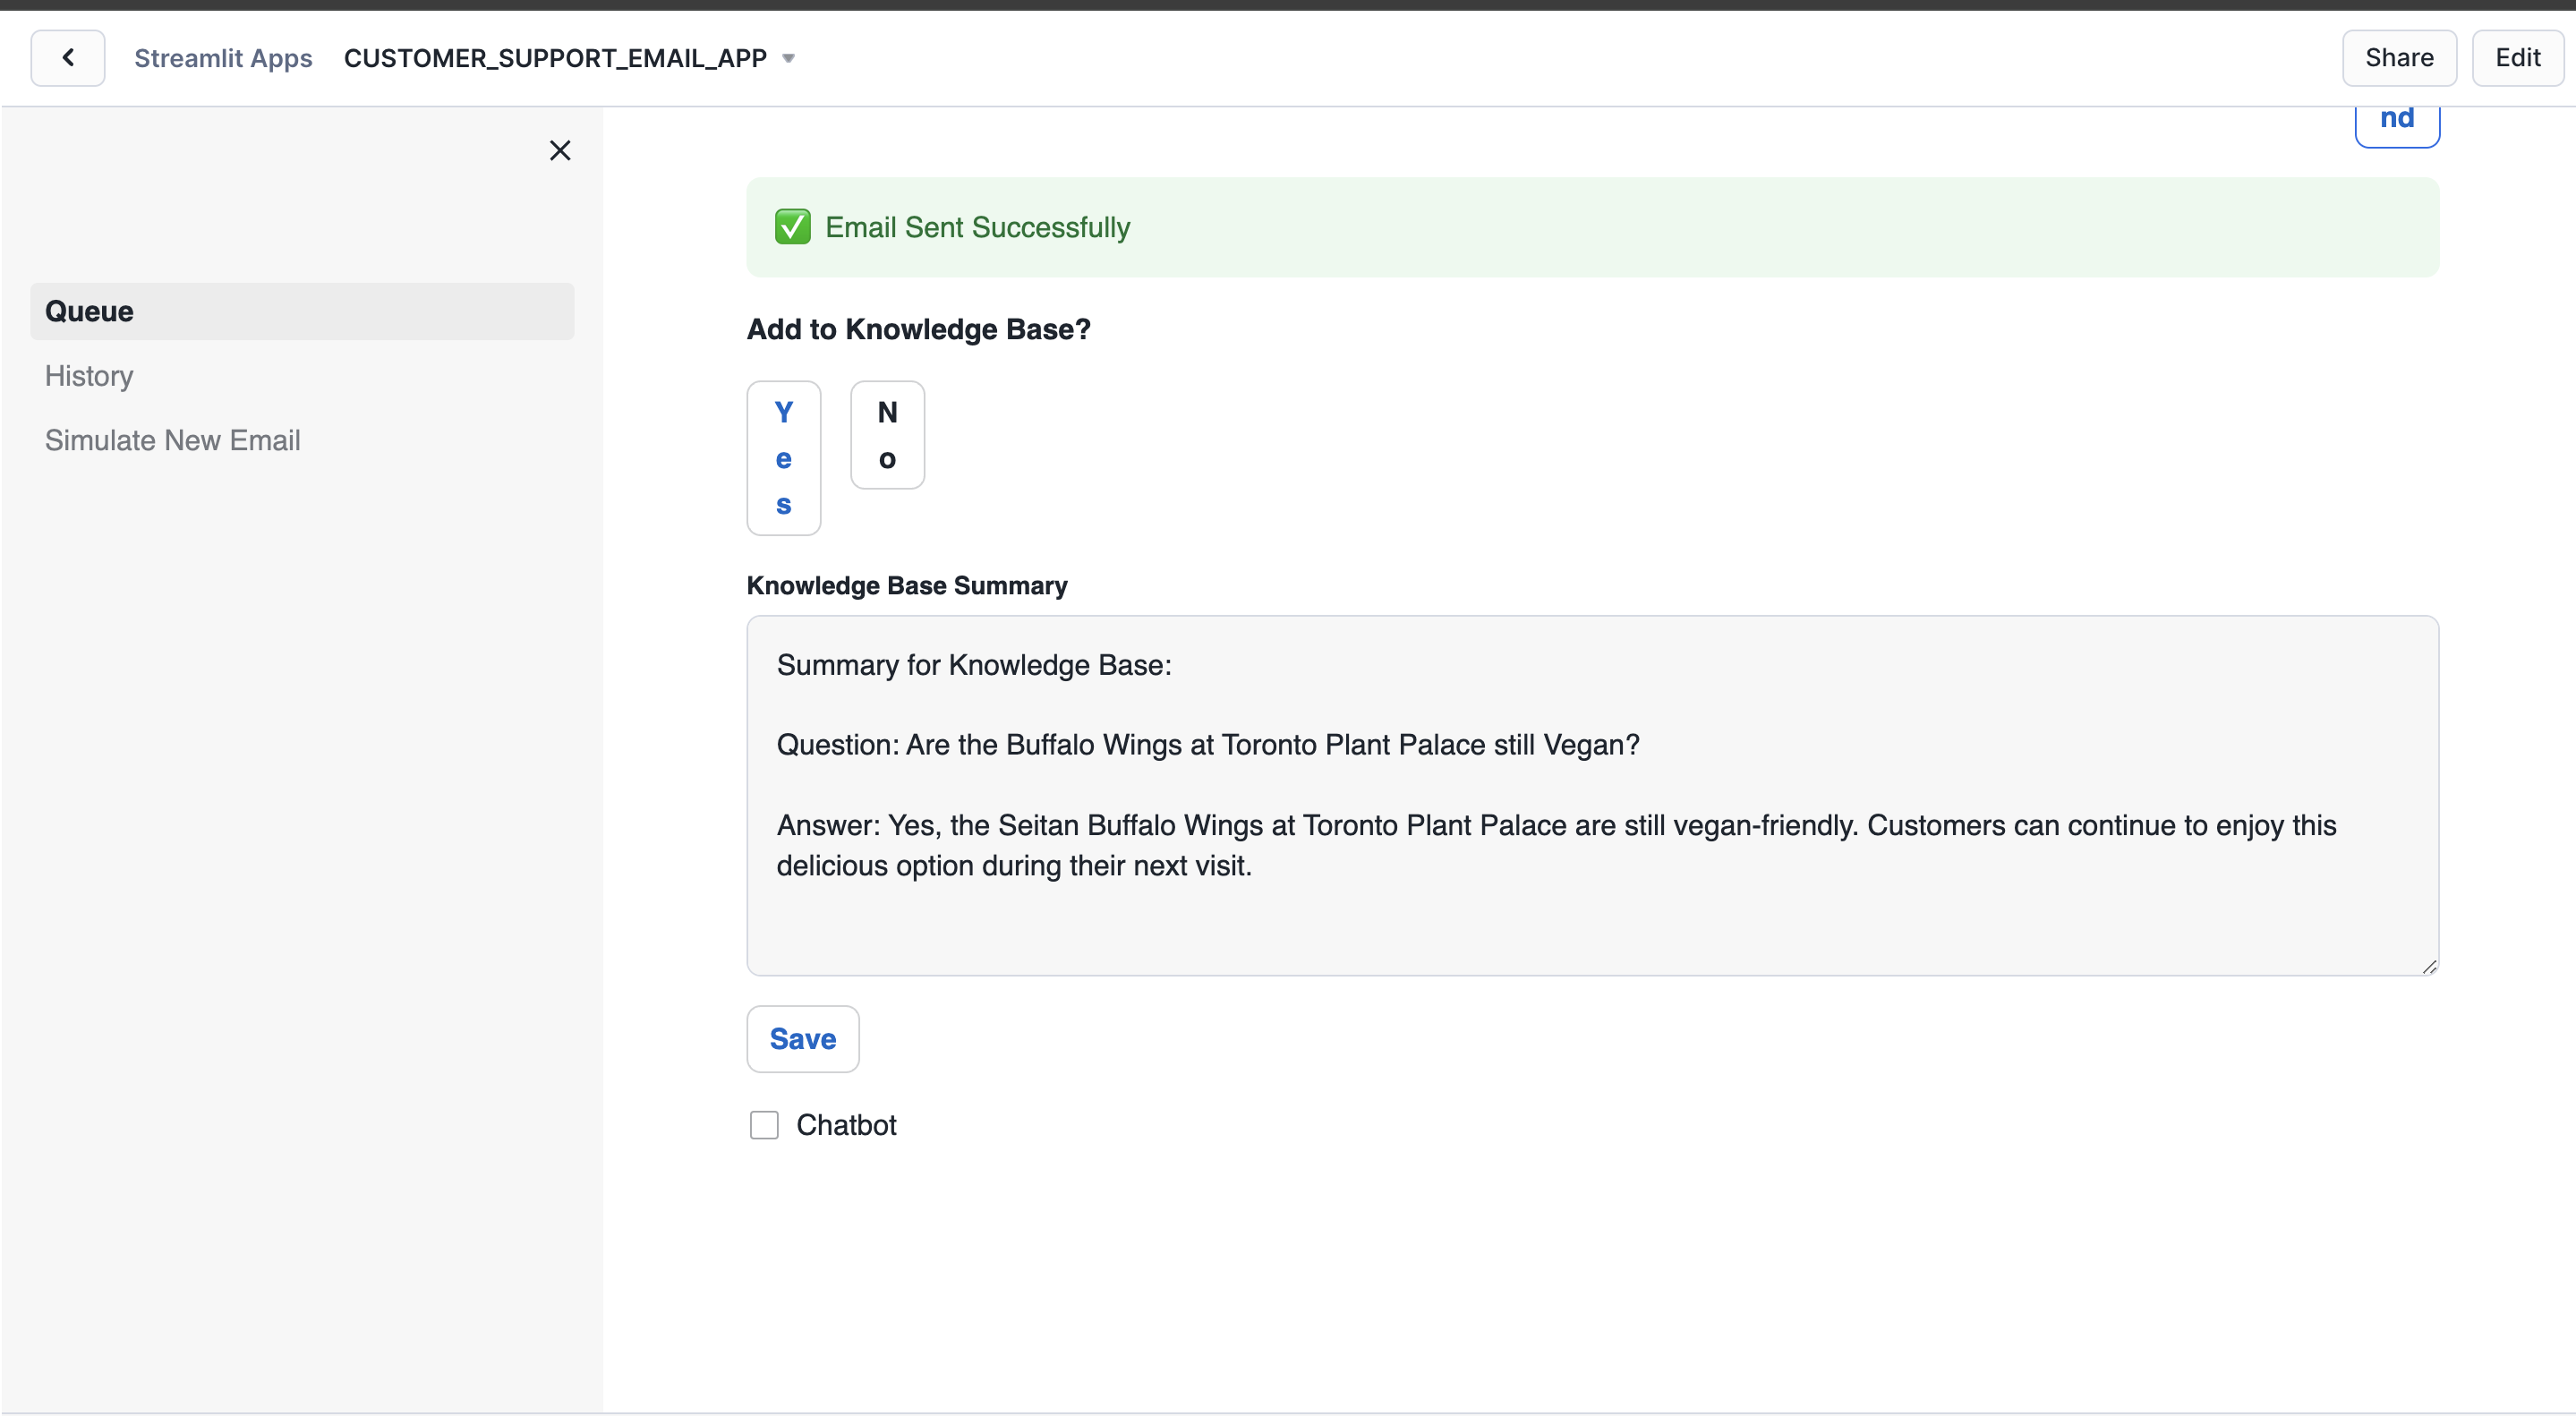 Streamlit Apps CUSTOMER_SUPPORT_EMAIL_APP
Share Edit
nd
Email Sent Successfully
Queue
History
Simulate New Email
Add to Knowledge Base?
Yes
No
Knowledge Base Summary
Summary for Knowledge Base:
Question: Are the Buffalo Wings at Toronto Plant Palace still Vegan?
Answer: Yes, the Seitan Buffalo Wings at Toronto Plant Palace are still vegan-friendly. Customers can continue to enjoy this
delicious option during their next visit.
Save
Chatbot